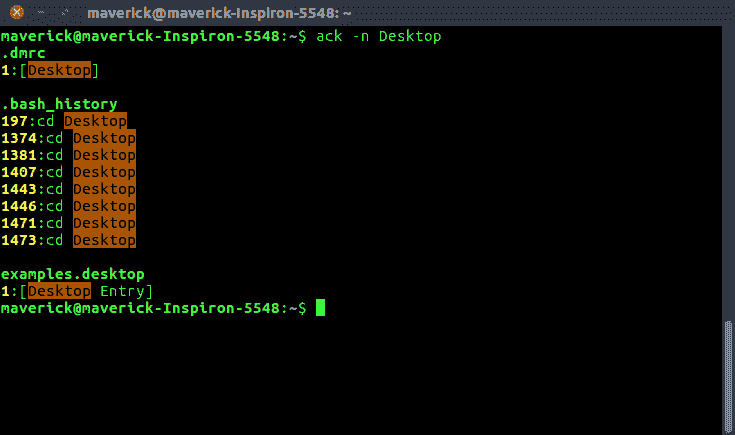 maverick@maverick-Inspiron-5548: ~
maverick@maverick-Inspiron-5548:~$ ack -n Desktop
.dmrc
1:[Desktop]
.bash_history
197:cd Desktop
1374:cd Desktop
1381:cd Desktop
1407:cd Desktop
1443:cd Desktop
1446:cd Desktop
1471:cd Desktop
1473:cd Desktop
examples.desktop
1:[Desktop Entry]
maverick@maverick-Inspiron-5548:~$